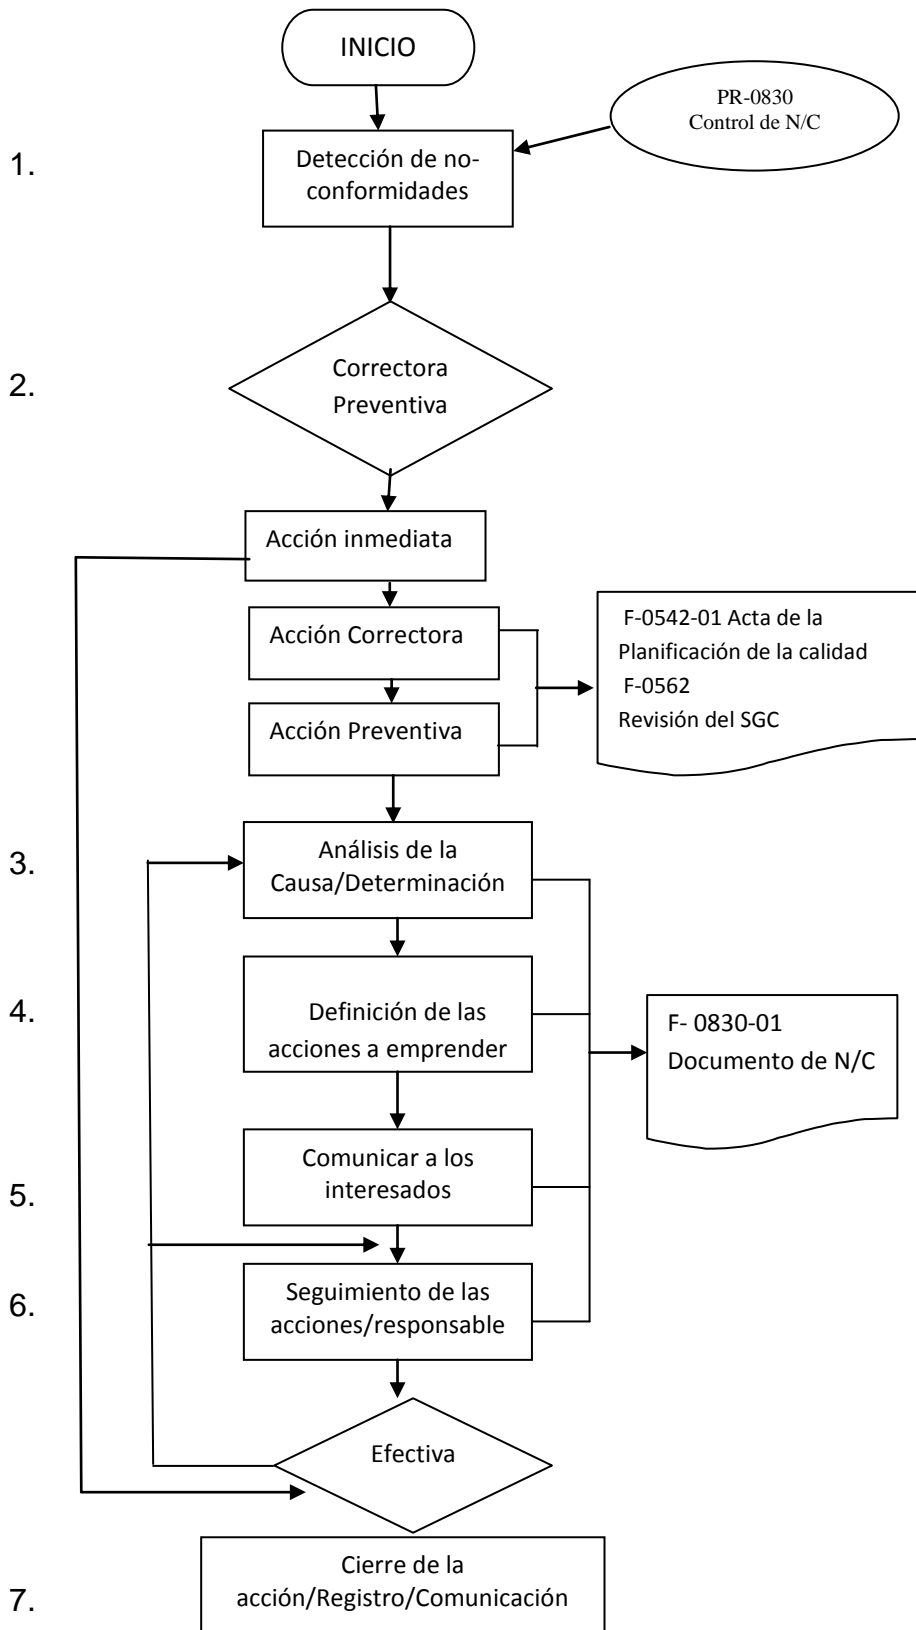 INICIO
PR-0830
Control de N/C
1.
Detección de no-
conformidades
2.
Correctora
Preventiva
Acción inmediata
Acción Correctora
Acción Preventiva
F-0542-01 Acta de la
Planificación de la calidad
F-0562
Revisión del SGC
3.
Análisis de la
Causa/Determinación
4.
Definición de las
acciones a emprender
F- 0830-01
Documento de N/C
5.
Comunicar a los
interesados
6.
Seguimiento de las
acciones/responsable
Efectiva
7.
Cierre de la
acción/Registro/Comunicación